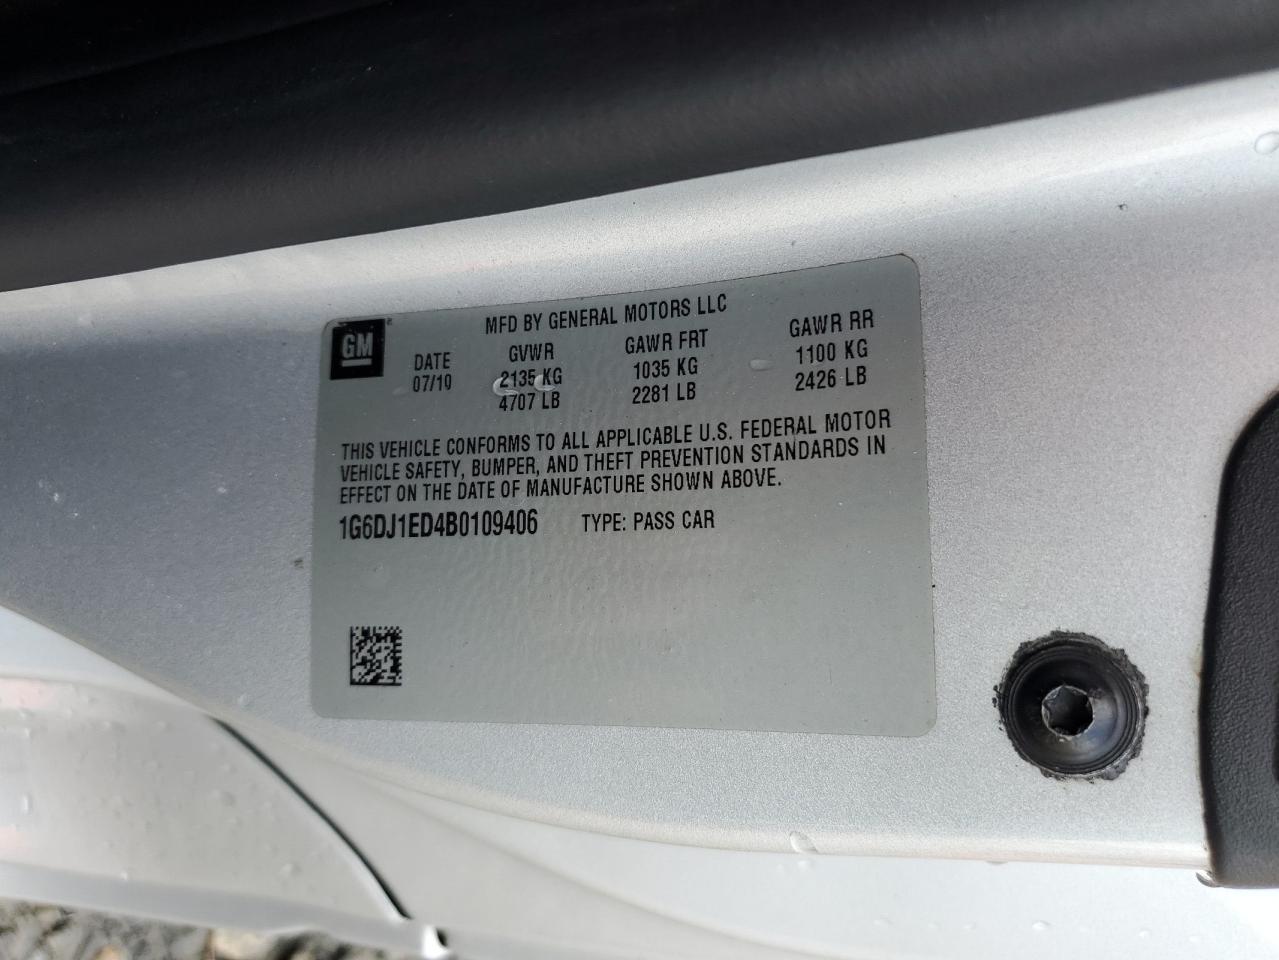 GM
MFD BY GENERAL MOTORS LLC
DATE GVWR GAWR FRT GAWR RR
07/10 2135 KG 1035 KG 1100 KG
4707 LB 2281 LB 2426 LB
THIS VEHICLE CONFORMS TO ALL APPLICABLE U.S. FEDERAL MOTOR
VEHICLE SAFETY, BUMPER, AND THEFT PREVENTION STANDARDS IN
EFFECT ON THE DATE OF MANUFACTURE SHOWN ABOVE.
1G6DJ1ED4B0109406 TYPE: PASS CAR